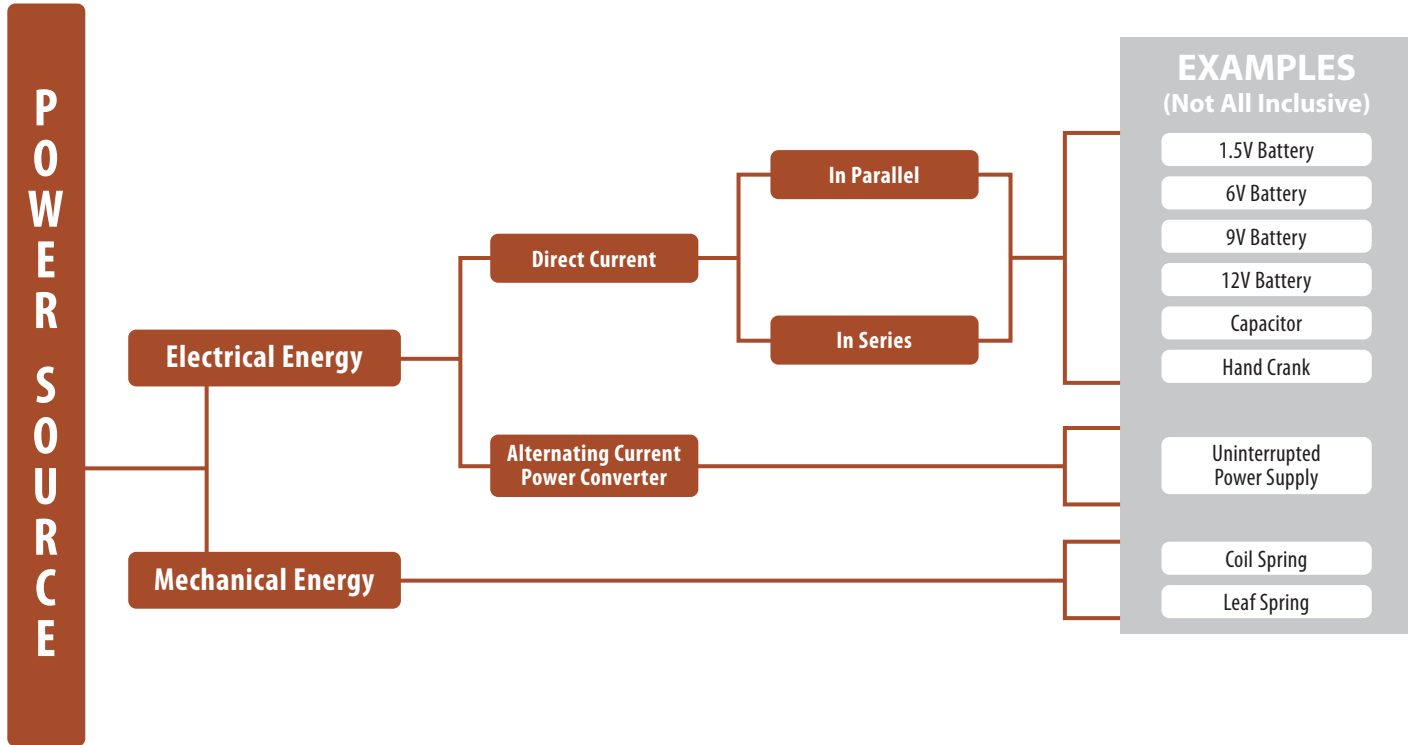 POWER SOURCE
EXAMPLES
(Not All Inclusive)
1.5V Battery
6V Battery
9V Battery
12V Battery
Capacitor
Hand Crank
Uninterrupted
Power Supply
Coil Spring
Leaf Spring
In Parallel
In Series
Direct Current
Alternating Current
Power Converter
Electrical Energy
Mechanical Energy